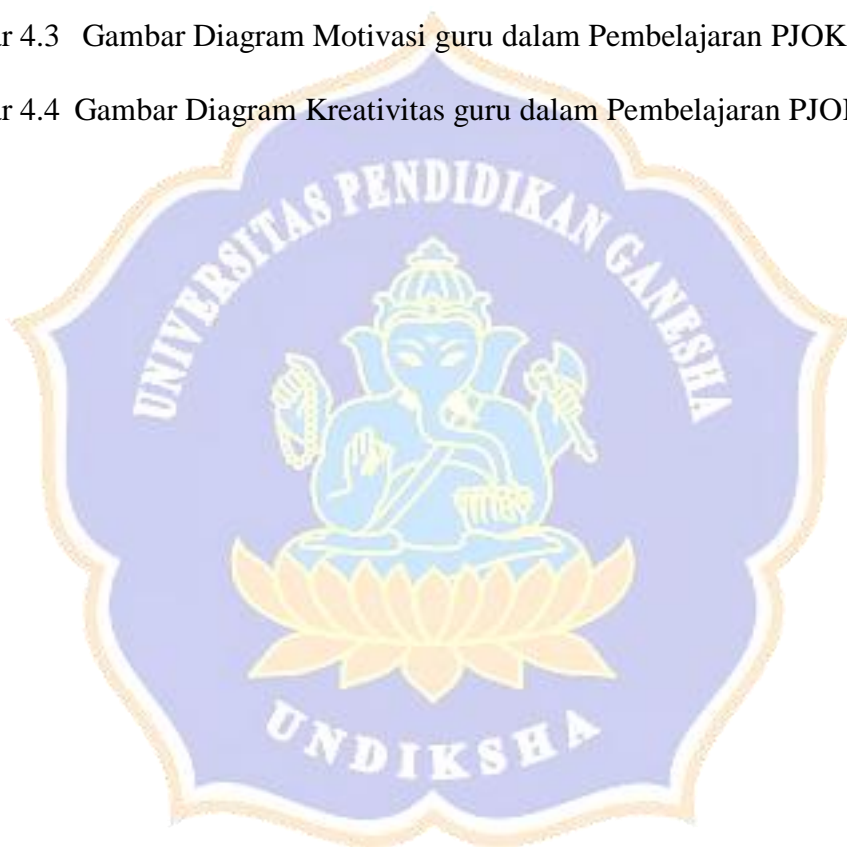 r 4.3 Gambar Diagram Motivasi guru dalam Pembelajaran PJOK
r 4.4 Gambar Diagram Kreativitas guru dalam Pembelajaran PJO
UNIVERSITAS PENDIDIKAN GANESHA
UNDIKSHA